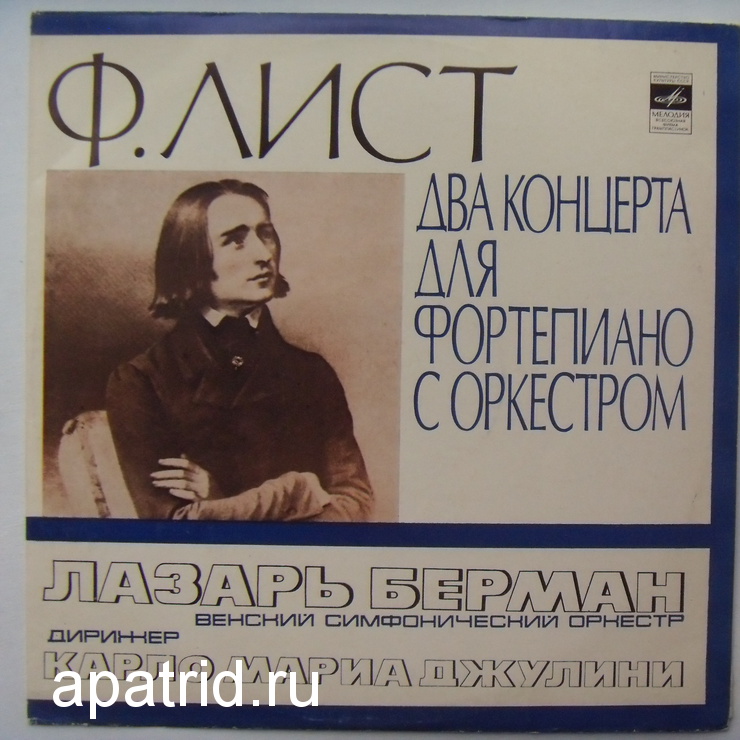 Ф. ЛИСТ
МЕЛОДИЯ
ДВА КОНЦЕРТА
ДЛЯ
ФОРТЕПИАНО
С ОРКЕСТРОМ
ЛАЗАРЬ БЕРМАН
ВЕНСКИЙ СИМФОНИЧЕСКИЙ ОРКЕСТР
ДИРИЖЕР
КАРЛО МАРИА ДЖУЛИНИ
apatrid.ru